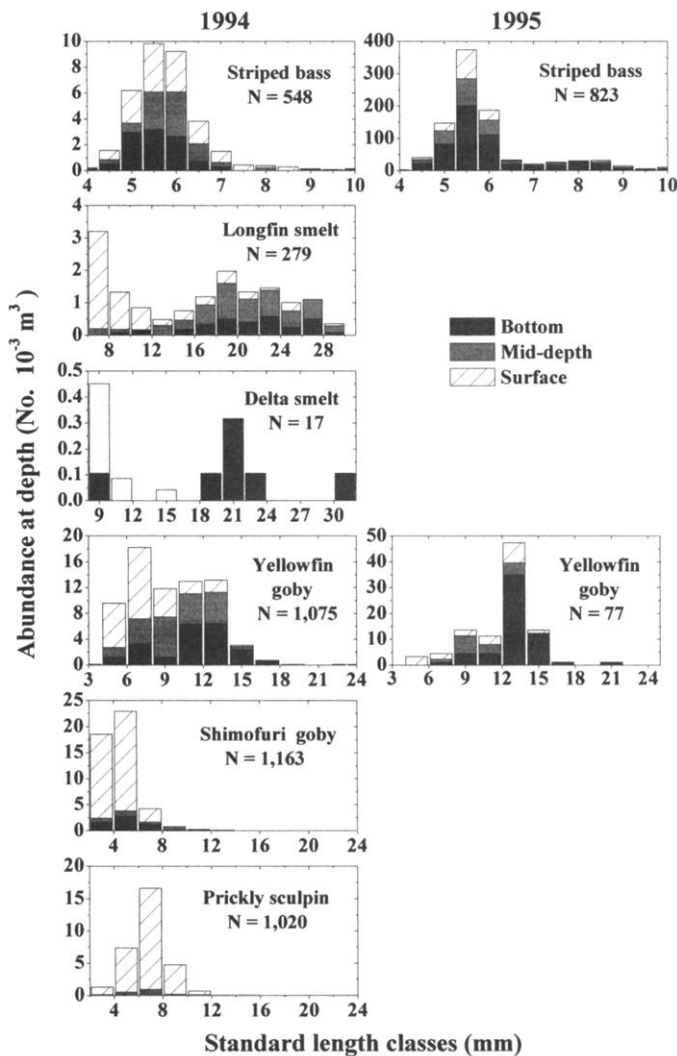 1994
1995
10
8
6
4
2
0
Striped bass
N = 548
4 5 6 7 8 9 10
400
300
200
100
0
Striped bass
N = 823
4 5 6 7 8 9 10
4
3
2
1
0
Longfin smelt
N = 279
8 12 16 20 24 28
Bottom
Mid-depth
Surface
0.5
0.4
0.3
0.2
0.1
0.0
Delta smelt
N = 17
9 12 15 18 21 24 27 30
Abundance at depth (No. 10⁻³ m³)
20
16
12
8
4
0
Yellowfin
goby
N = 1,075
3 6 9 12 15 18 21 24
50
40
30
20
10
0
Yellowfin
goby
N = 77
3 6 9 12 15 18 21 24
25
20
15
10
5
0
Shimofuri goby
N = 1,163
4 8 12 16 20 24
20
15
10
5
0
Prickly sculpin
N = 1,020
4 8 12 16 20 24
Standard length classes (mm)